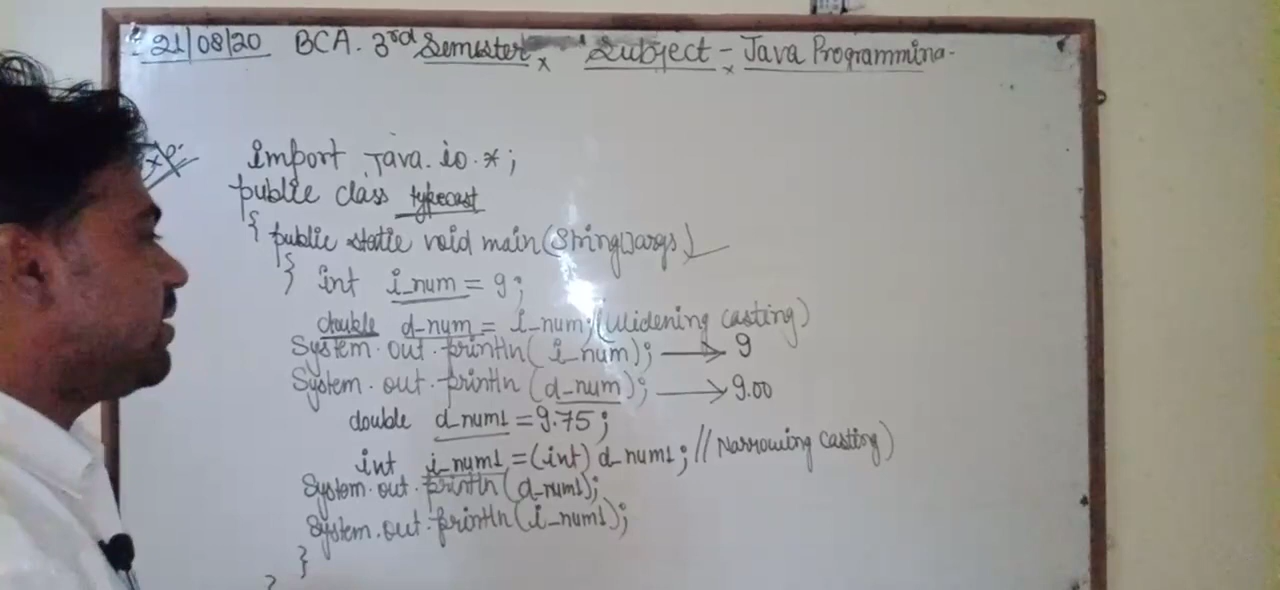 21/08/20 BCA. 3rd Semester Subject - Java Programming.
import Java.io.*;
public class typecast
{ public static void main(String[]args)
} int i_num = 9;
double d_num = i_num;(Widening casting)
System.out.println(i_num); → 9
System.out.println(d_num); → 9.00
double d_num1 = 9.75;
int i_num1 = (int) d_num1; //Narrowing casting)
System.out.println(d_num1);
System.out.println(i_num1);
}